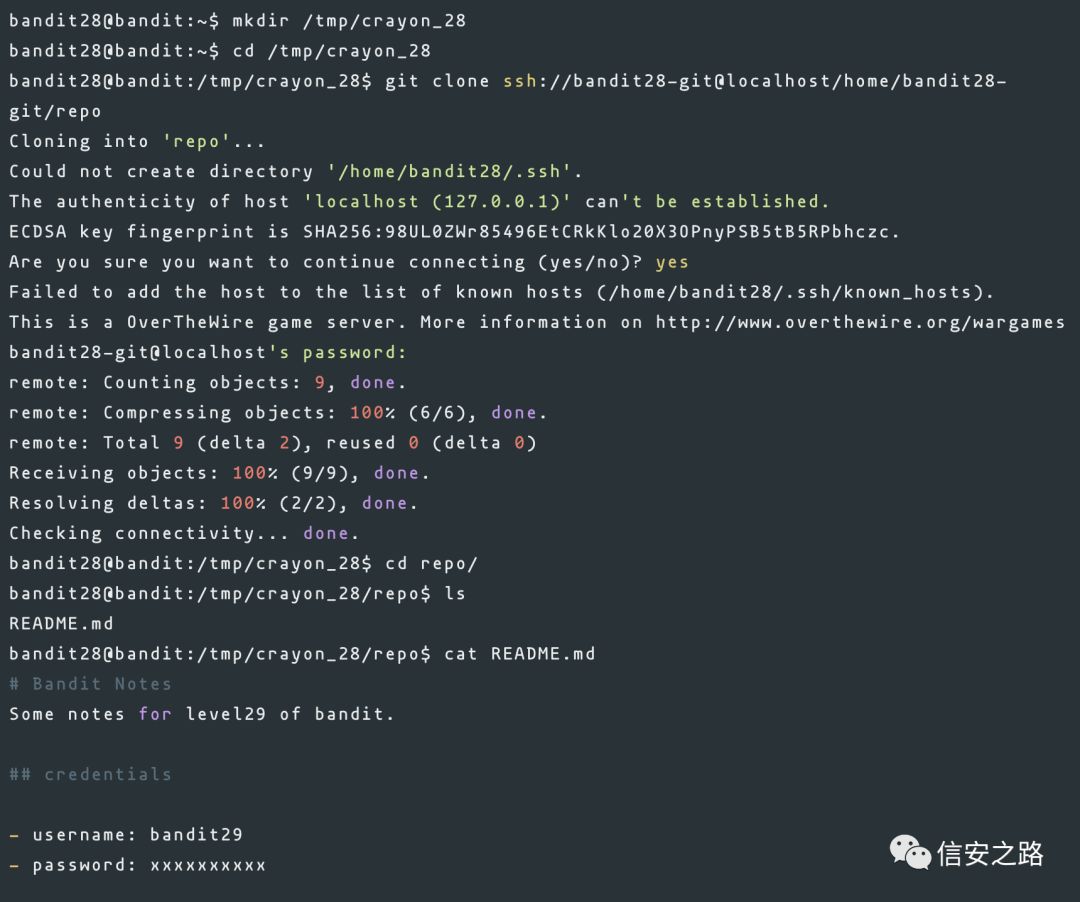 bandit28@bandit:~$ mkdir /tmp/crayon_28
bandit28@bandit:~$ cd /tmp/crayon_28
bandit28@bandit:/tmp/crayon_28$ git clone ssh://bandit28-git@localhost/home/bandit28-
git/repo
Cloning into 'repo'...
Could not create directory '/home/bandit28/.ssh'.
The authenticity of host 'localhost (127.0.0.1)' can't be established.
ECDSA key fingerprint is SHA256:98UL0ZWr85496EtCRkKlo20X3OPnyPSB5tB5RPbhczc.
Are you sure you want to continue connecting (yes/no)? yes
Failed to add the host to the list of known hosts (/home/bandit28/.ssh/known_hosts).
This is a OverTheWire game server. More information on http://www.overthewire.org/wargames
bandit28-git@localhost's password:
remote: Counting objects: 9, done.
remote: Compressing objects: 100% (6/6), done.
remote: Total 9 (delta 2), reused 0 (delta 0)
Receiving objects: 100% (9/9), done.
Resolving deltas: 100% (2/2), done.
Checking connectivity... done.
bandit28@bandit:/tmp/crayon_28$ cd repo/
bandit28@bandit:/tmp/crayon_28/repo$ ls
README.md
bandit28@bandit:/tmp/crayon_28/repo$ cat README.md
# Bandit Notes
Some notes for level29 of bandit.
## credentials
- username: bandit29
- password: xxxxxxxxxx
信安之路